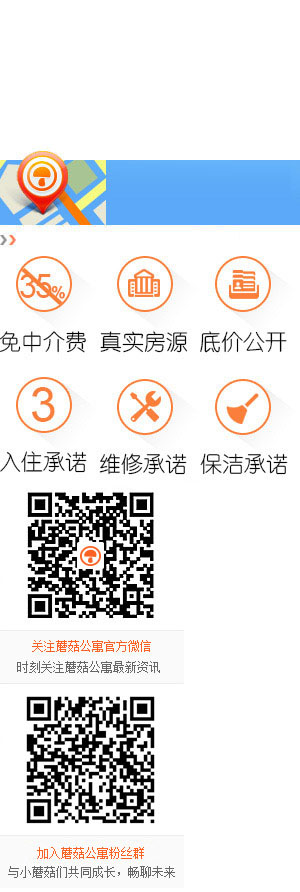 35%
免中介费 真实房源 底价公开
3
入住承诺 维修承诺 保洁承诺
关注蘑菇公寓官方微信
时刻关注蘑菇公寓最新资讯
加入蘑菇公寓粉丝群
与小蘑菇们共同成长，畅聊未来